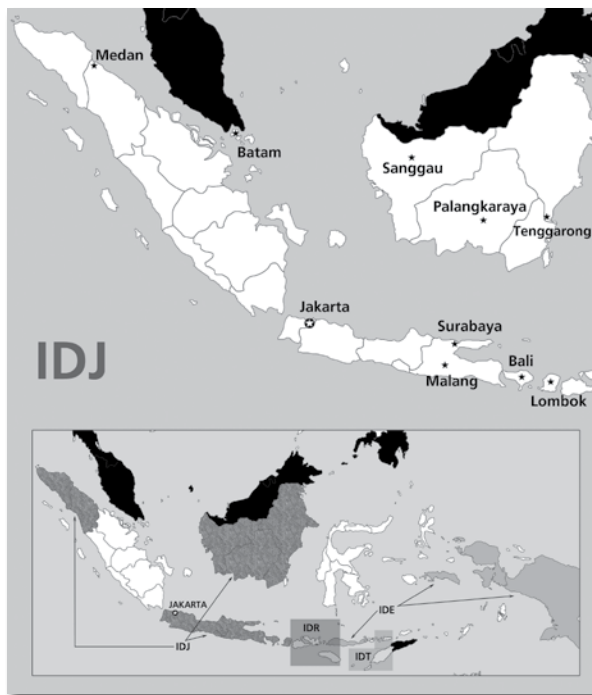 Medan
Batam
Sanggau
Palangkaraya
Tenggarong
Jakarta
Surabaya
IDJ
Bali
Malang
Lombok
JAKARTA
IDE
IDR
IDJ
IDT